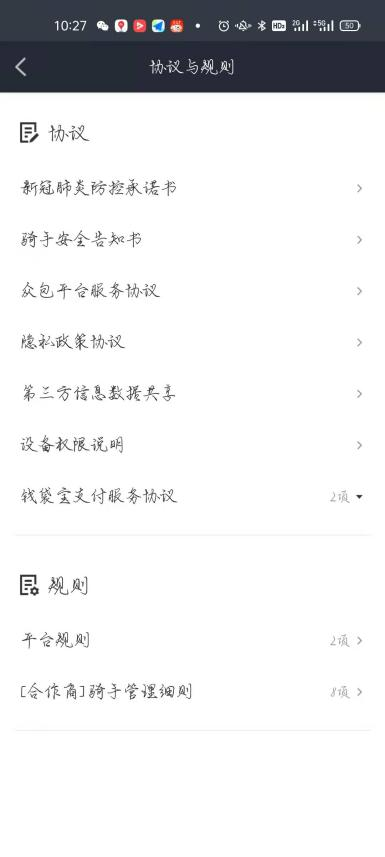 10:27
HD2 2G 5G 50
协议与规则
协议
新冠肺炎防控承诺书
骑手安全告知书
众包平台服务协议
隐私政策协议
第三方信息数据共享
设备权限说明
钱袋宝支付服务协议 2项
规则
平台规则 2项
[合作商]骑手管理细则 8项